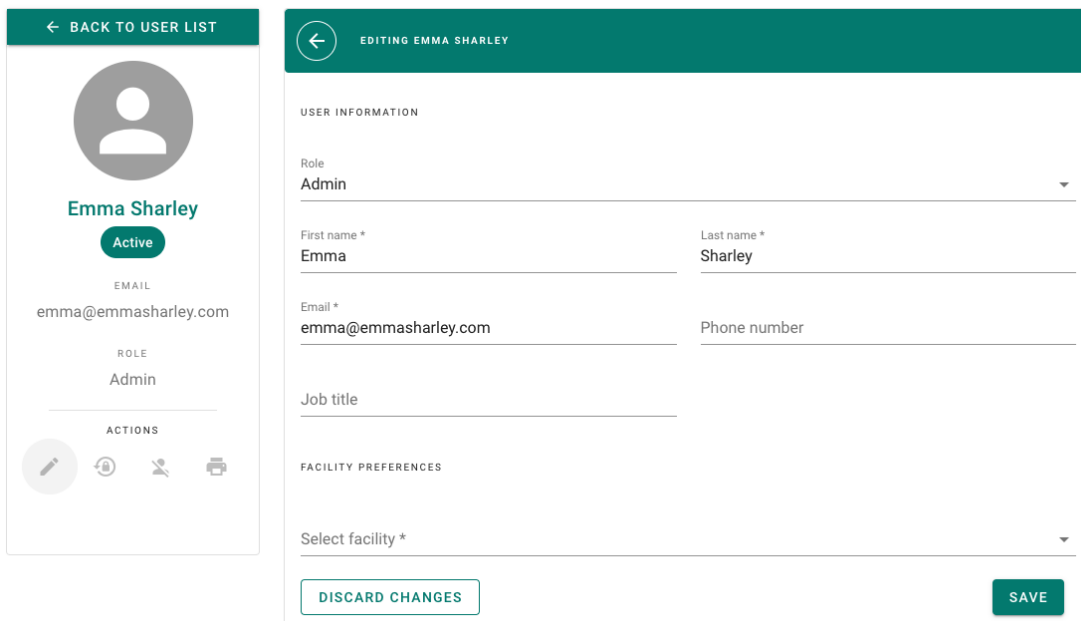 BACK TO USER LIST
Emma Sharley
Active
EMAIL
emma@emmasharley.com
ROLE
Admin
ACTIONS
EDITING EMMA SHARLEY
USER INFORMATION
Role
Admin
First name *
Emma
Last name *
Sharley
Email *
emma@emmasharley.com
Phone number
Job title
FACILITY PREFERENCES
Select facility *
DISCARD CHANGES
SAVE